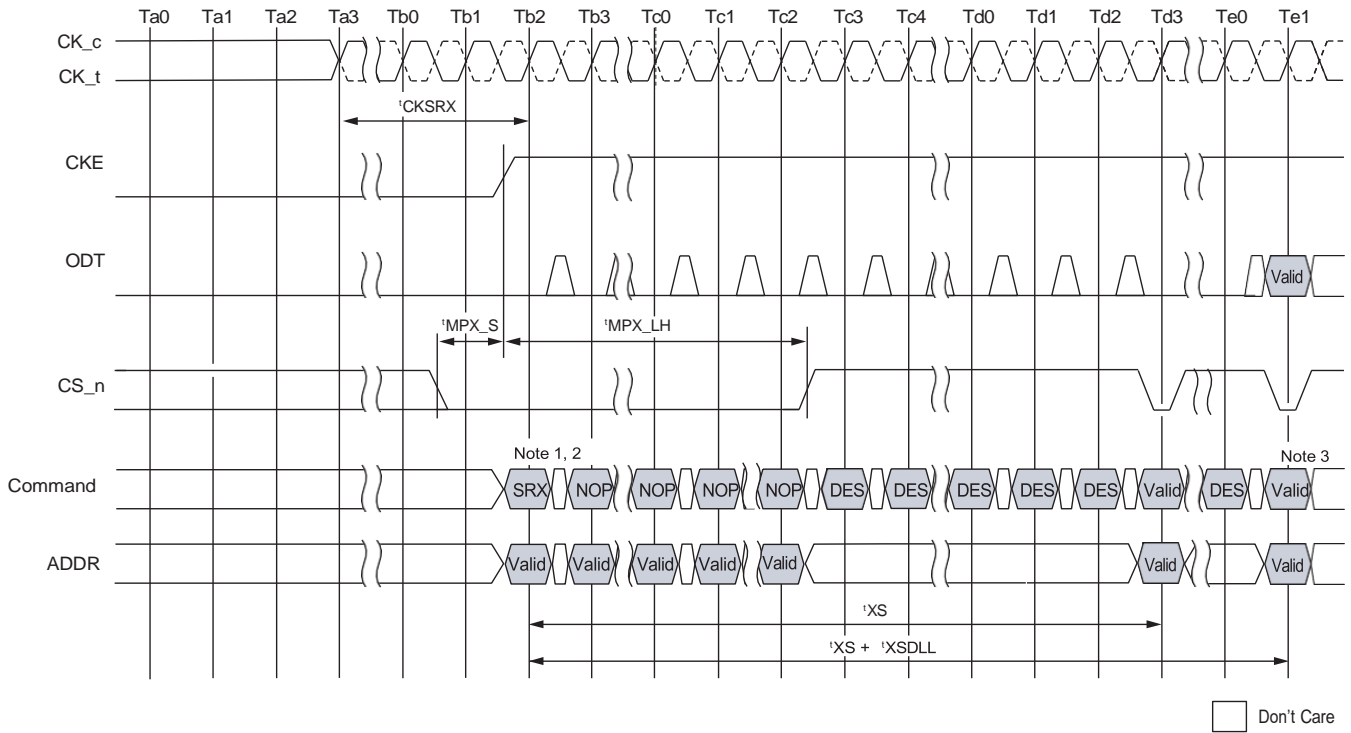 Ta0 Ta1 Ta2 Ta3 Tb0 Tb1 Tb2 Tb3 Tc0 Tc1 Tc2 Tc3 Tc4 Td0 Td1 Td2 Td3 Te0 Te1
CK_c
CK_t
tCKSRX
CKE
ODT
Valid
tMPX_S tMPX_LH
CS_n
Note 1, 2 Note 3
Command SRX NOP NOP NOP NOP DES DES DES DES DES Valid DES Valid
ADDR Valid Valid Valid Valid Valid Valid Valid
tXS
tXS + tXSDLL
Don't Care